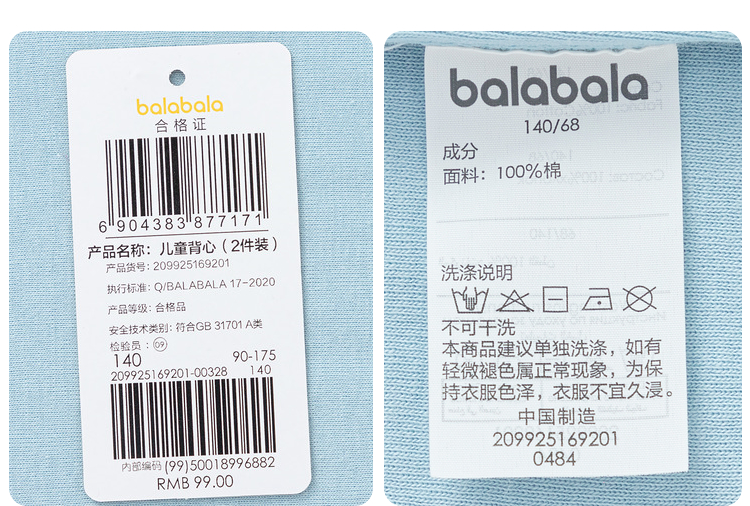 balabala
合格证
6 904383 877171
产品名称：儿童背心（2件装）
产品货号：209925169201
执行标准：Q/BALABALA 17-2020
产品等级：合格品
安全技术类别：符合GB 31701 A类
检验员：09
140 90-175
209925169201-00328 140
内部编码 (99)50018996882
RMB 99.00
balabala
140/68
成分
面料：100%棉
洗涤说明
不可干洗
本商品建议单独洗涤，如有
轻微褪色属正常现象，为保
持衣服色泽，衣服不宜久浸。
中国制造
209925169201
0484